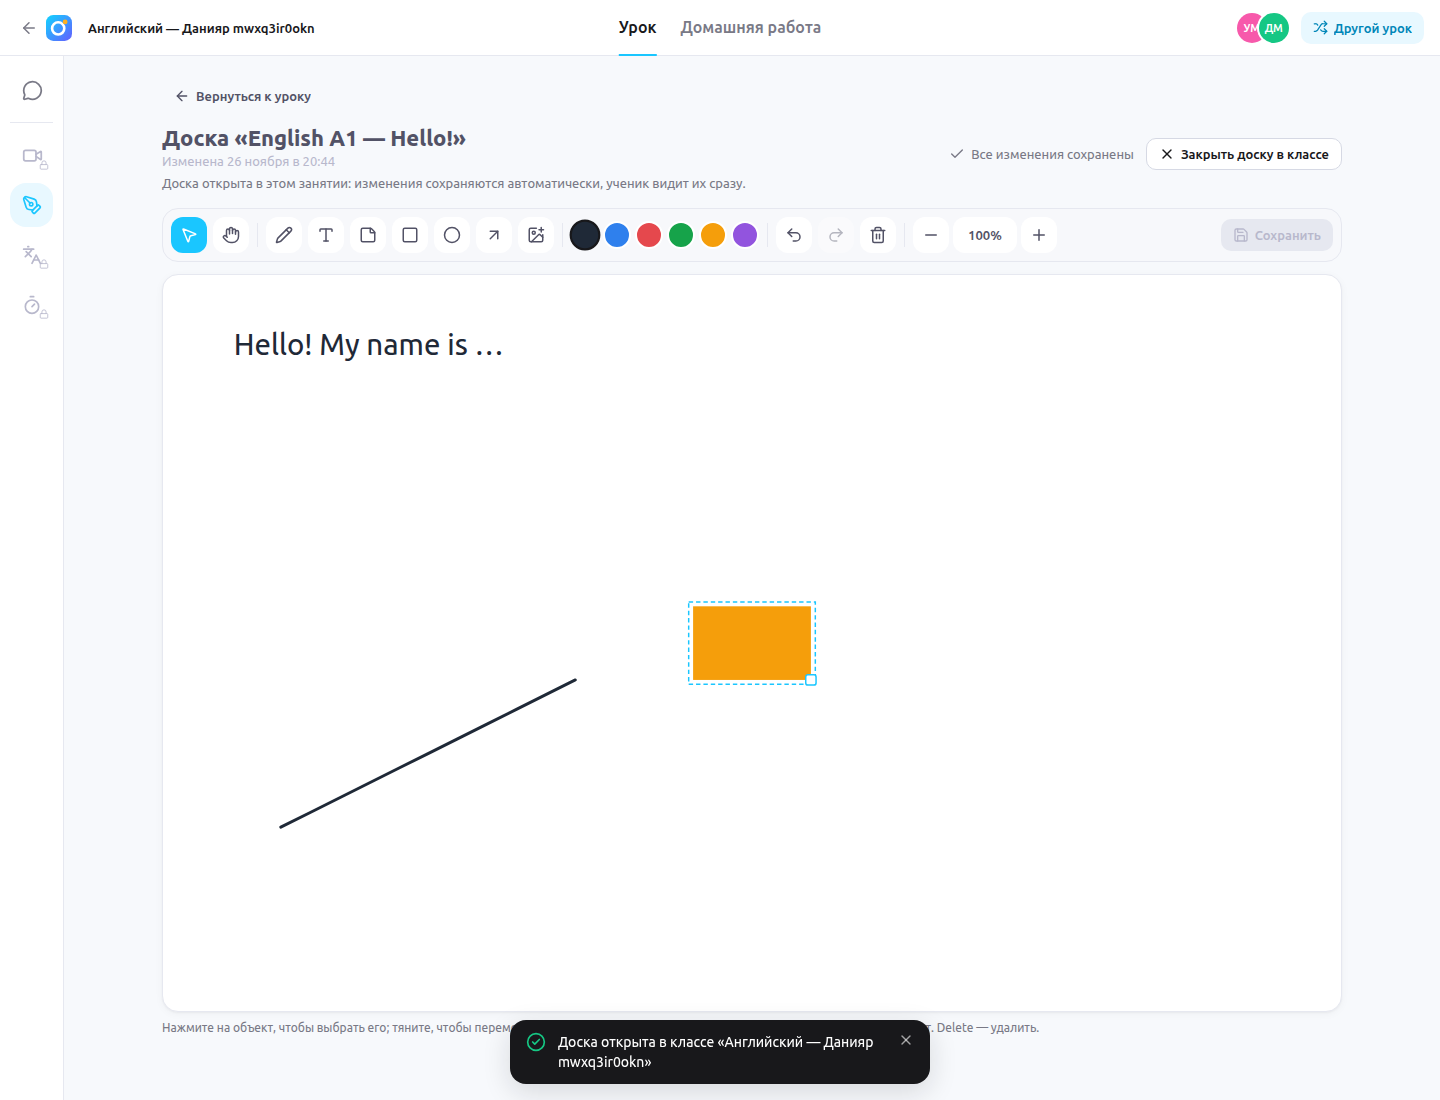 Английский — Данияр mwxq3ir0okn
Урок
Домашняя работа
УМ
ДМ
Другой урок
Вернуться к уроку
Доска «English A1 — Hello!»
Изменена 26 ноября в 20:44
Доска открыта в этом занятии: изменения сохраняются автоматически, ученик видит их сразу.
Все изменения сохранены
Закрыть доску в классе
100%
Сохранить
Hello! My name is ...
Нажмите на объект, чтобы выбрать его; тяните, чтобы
Delete — удалить.
Доска открыта в классе «Английский — Данияр
mwxq3ir0okn»